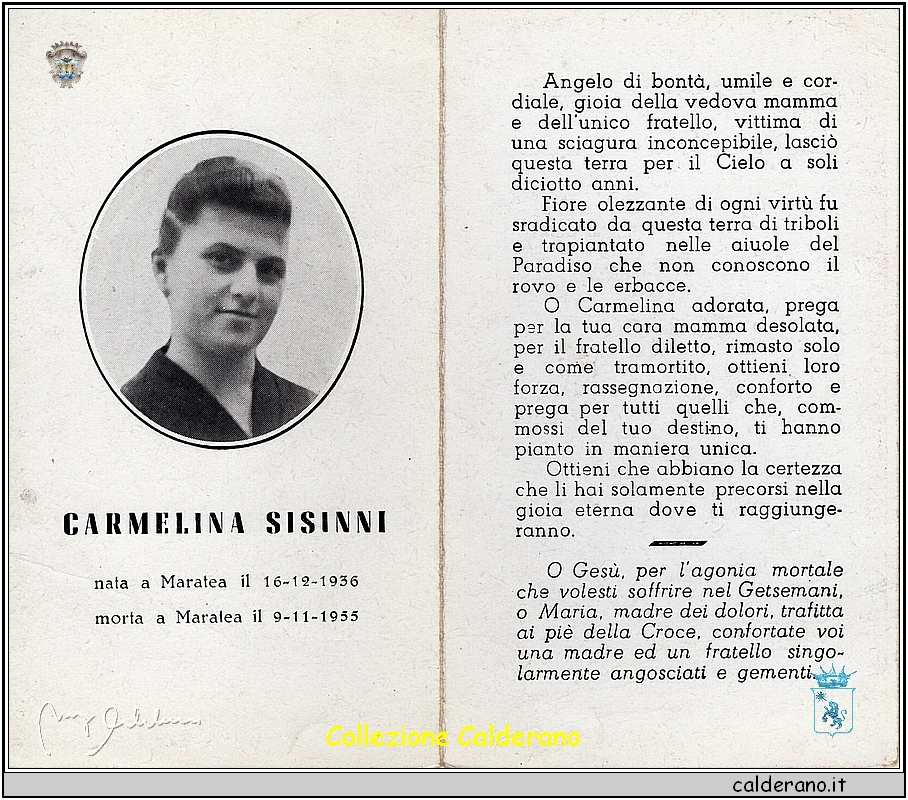 CARMELINA SISINNI
nata a Maratea il 16-12-1936
morta a Maratea il 9-11-1955
Angelo di bontà, umile e cor-
diale, gioia della vedova mamma
e dell'unico fratello, vittima di
una sciagura inconcepibile, lasciò
questa terra per il Cielo a soli
diciotto anni.
Fiore olezzante di ogni virtù fu
sradicato da questa terra di triboli
e trapiantato nelle aiuole del
Paradiso che non conoscono il
rovo e le erbacce.
O Carmelina adorata, prega
per la tua cara mamma desolata,
per il fratello diletto, rimasto solo
e come tramortito, ottieni loro
forza, rassegnazione, conforto e
prega per tutti quelli che, com-
mossi del tuo destino, ti hanno
pianto in maniera unica.
Ottieni che abbiano la certezza
che li hai solamente precorsi nella
gioia eterna dove ti raggiunge-
ranno.
O Gesù, per l'agonia mortale
che volesti soffrire nel Getsemani,
o Maria, madre dei dolori, trafitta
ai piè della Croce, confortate voi
una madre ed un fratello singo-
larmente angosciati e gementi.
Collezione Calderano
calderano.it